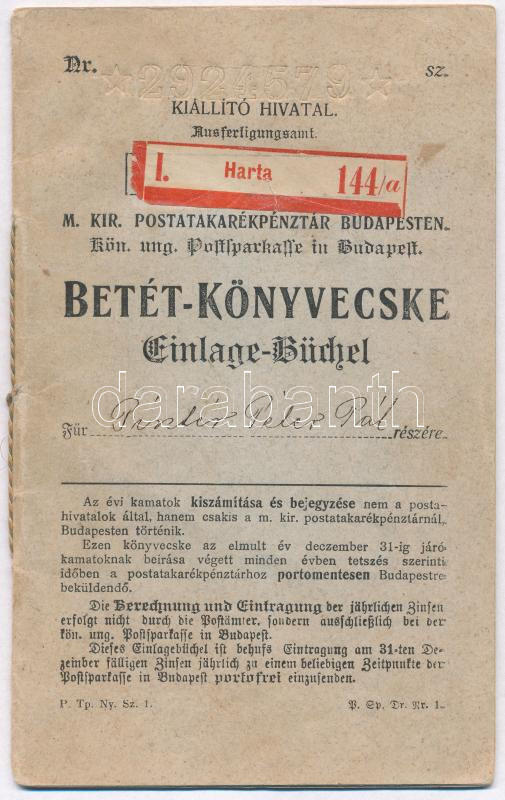 Nr. ★2924579★ sz.
KIÁLLÍTÓ HIVATAL.
Ausfertigungsamt.
I. Harta 144/a
M. KIR. POSTATAKARÉKPÉNZTÁR BUDAPESTEN.
Kön. ung. Postsparkasse in Budapest.
BETÉT-KÖNYVECSKE
Einlage-Büchel
darabanth
Für Pintér Péter Pál részére
Az évi kamatok kiszámítása és bejegyzése nem a posta-
hivatalok által, hanem csakis a m. kir. postatakarékpénztárnál
Budapesten történik.
Ezen könyvecske az elmult év deczember 31-ig járó
kamatoknak beirása végett minden évben tetszés szerinti
időben a postatakarékpénztárhoz portomentesen Budapestre
beküldendő.
Die Berechnung und Eintragung der jährlichen Zinsen
erfolgt nicht durch die Postämter, sondern ausschließlich bei der
kön. ung. Postsparkasse in Budapest.
Dieses Einlagebüchel ist behufs Eintragung am 31-ten De-
zember fälligen Zinsen jährlich zu einem beliebigen Zeitpunkte der
Postsparkasse in Budapest portofrei einzusenden.
P. Tp. Ny. Sz. 1. P. Sp. Dr. Nr. 1.